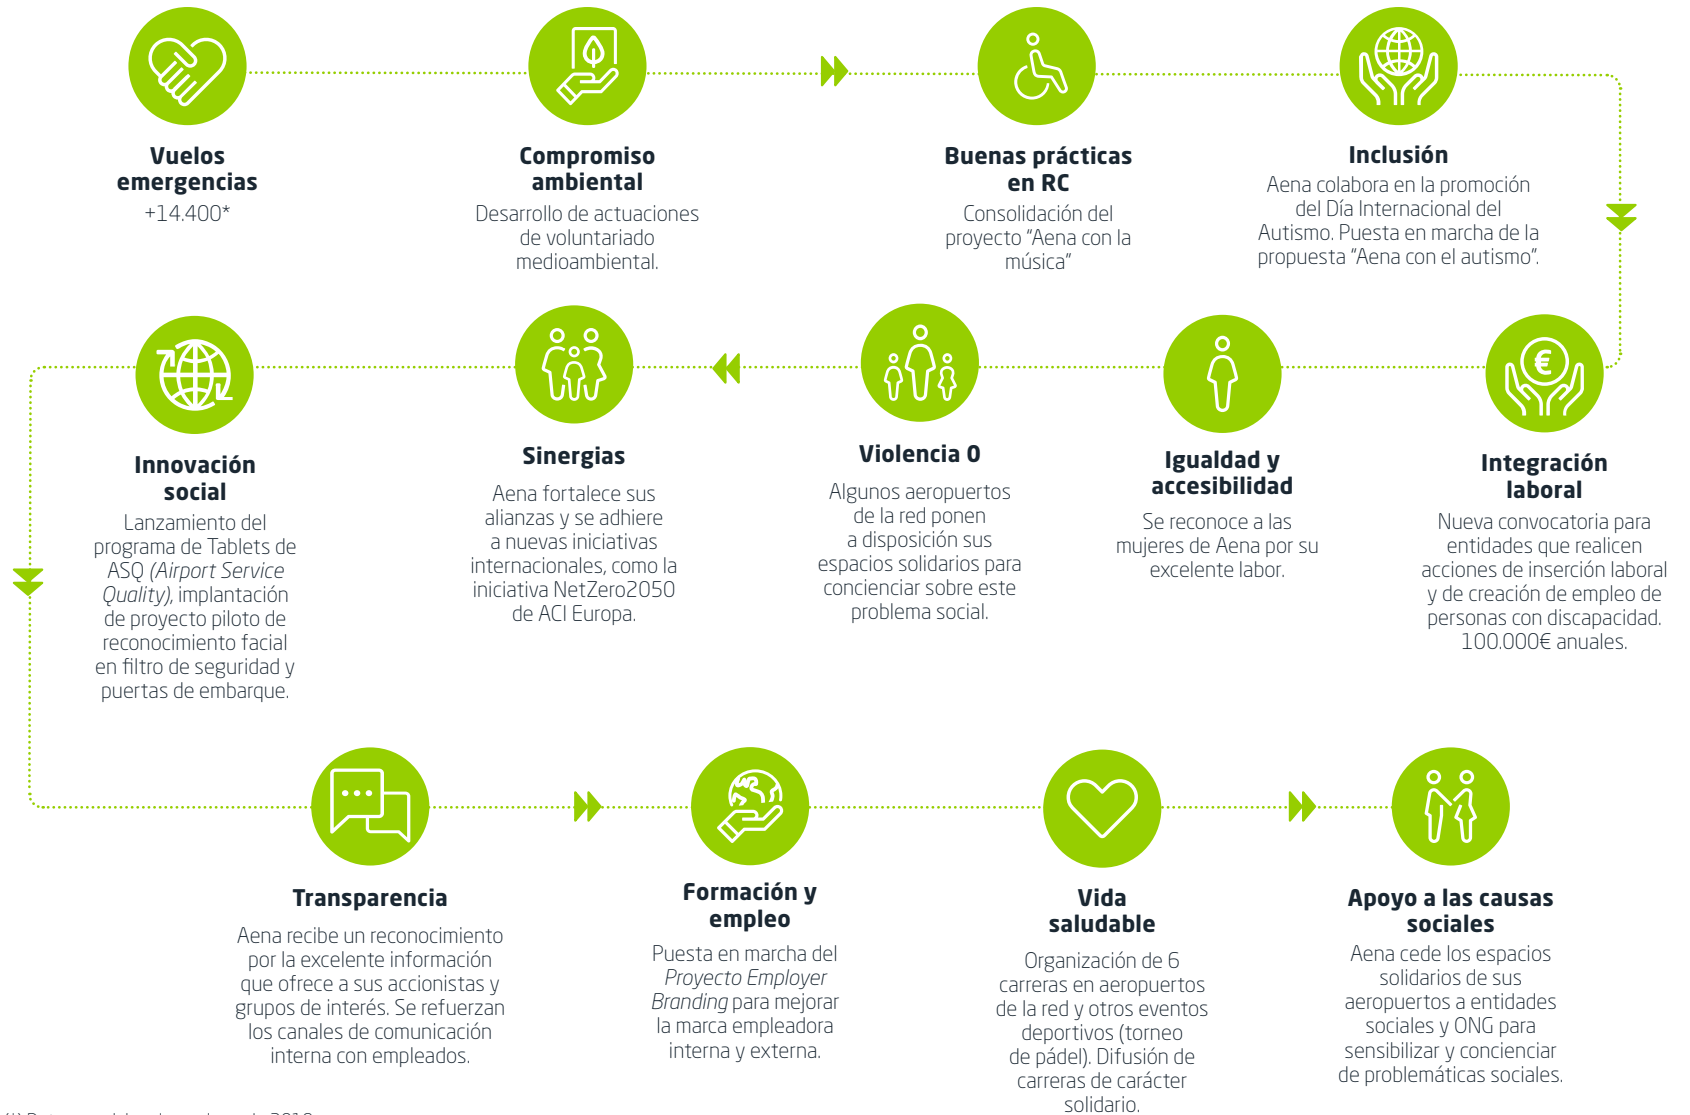 Vuelos
emergencias
+14.400*
Compromiso
ambiental
Desarrollo de actuaciones
de voluntariado
medioambiental.
Buenas prácticas
en RC
Consolidación del
proyecto “Aena con la
música”
Inclusión
Aena colabora en la promoción
del Día Internacional del
Autismo. Puesta en marcha de la
propuesta “Aena con el autismo”.
€
Integración
laboral
Nueva convocatoria para
entidades que realicen
acciones de inserción laboral
y de creación de empleo de
personas con discapacidad.
100.000€ anuales.
Igualdad y
accesibilidad
Se reconoce a las
mujeres de Aena por su
excelente labor.
Violencia 0
Algunos aeropuertos
de la red ponen
a disposición sus
espacios solidarios para
concienciar sobre este
problema social.
Sinergias
Aena fortalece sus
alianzas y se adhiere
a nuevas iniciativas
internacionales, como la
iniciativa NetZero2050
de ACI Europa.
Innovación
social
Lanzamiento del
programa de Tablets de
ASQ (Airport Service
Quality), implantación
de proyecto piloto de
reconocimiento facial
en filtro de seguridad y
puertas de embarque.
Transparencia
Aena recibe un reconocimiento
por la excelente información
que ofrece a sus accionistas y
grupos de interés. Se refuerzan
los canales de comunicación
interna con empleados.
Formación y
empleo
Puesta en marcha del
Proyecto Employer
Branding para mejorar
la marca empleadora
interna y externa.
Vida
saludable
Organización de 6
carreras en aeropuertos
de la red y otros eventos
deportivos (torneo
de pádel). Difusión de
carreras de carácter
solidario.
Apoyo a las causas
sociales
Aena cede los espacios
solidarios de sus
aeropuertos a entidades
sociales y ONG para
sensibilizar y concienciar
de problemáticas sociales.